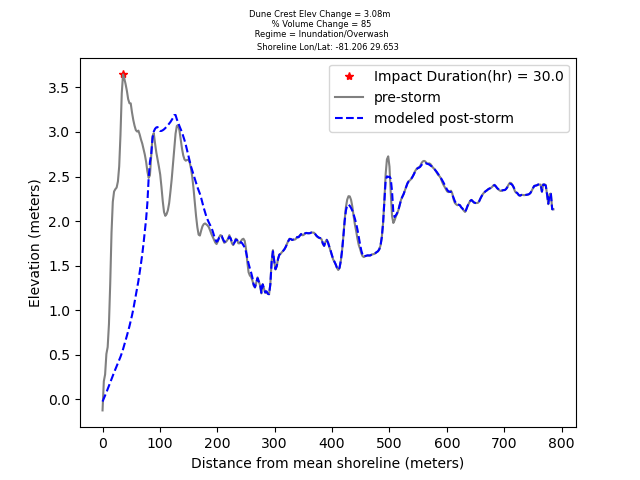 Dune Crest Elev Change = 3.08m
% Volume Change = 85
Regime = Inundation/Overwash
Shoreline Lon/Lat: -81.206 29.653
Impact Duration(hr) = 30.0
pre-storm
modeled post-storm
3.5
3.0
2.5
2.0
1.5
1.0
0.5
0.0
Elevation (meters)
0 100 200 300 400 500 600 700 800
Distance from mean shoreline (meters)